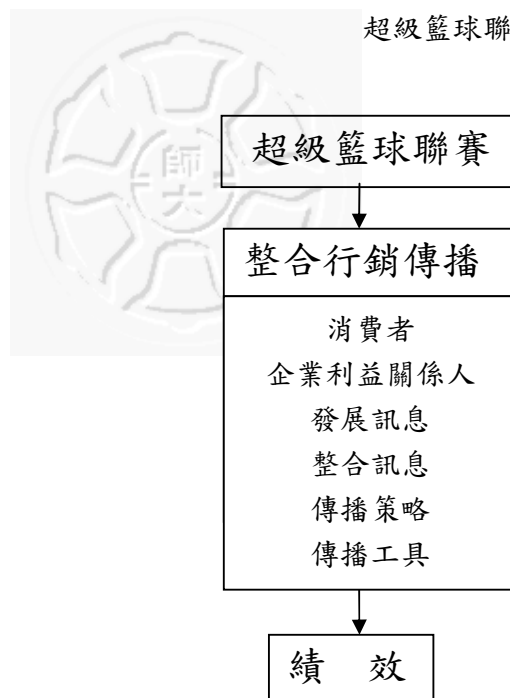 超級籃球聯
師大
超級籃球聯賽
整合行銷傳播
消費者
企業利益關係人
發展訊息
整合訊息
傳播策略
傳播工具
績 效